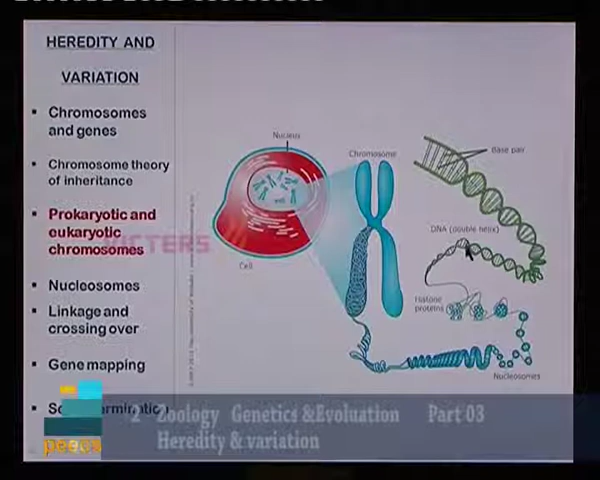 HEREDITY AND
VARIATION
Chromosomes
and genes
Chromosome theory
of inheritance
Prokaryotic and
eukaryotic
chromosomes
Nucleosomes
Linkage and
crossing over
Gene mapping
VICTERS
Nucleus
Cell
Chromosome
Base pair
DNA (double helix)
Histone
proteins
Nucleosomes
Zoology Genetics &Evoluation Part 03
Heredity & variation